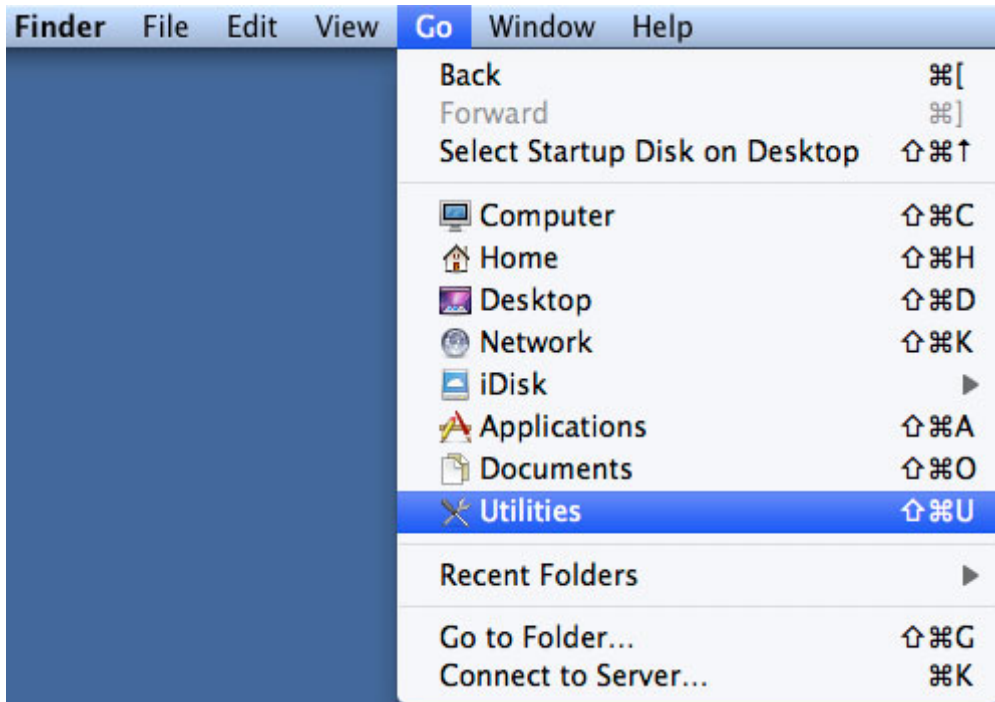 Finder File Edit View Go Window Help
Back ⌘[
Forward ⌘]
Select Startup Disk on Desktop ⇧⌘↑
Computer ⇧⌘C
Home ⇧⌘H
Desktop ⇧⌘D
Network ⇧⌘K
iDisk ▶
Applications ⇧⌘A
Documents ⇧⌘O
Utilities ⇧⌘U
Recent Folders ▶
Go to Folder... ⇧⌘G
Connect to Server... ⌘K